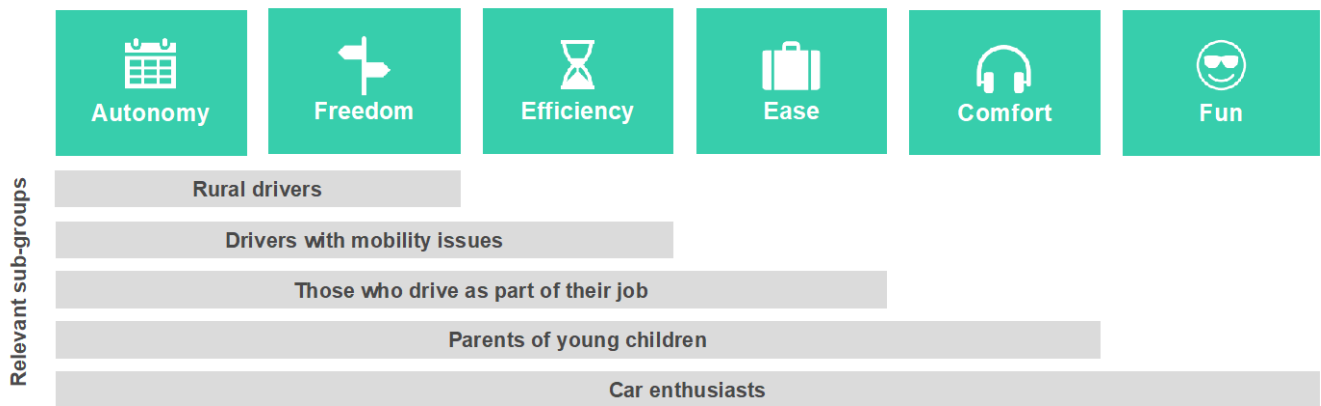 Autonomy
Freedom
Efficiency
Ease
Comfort
Fun
Relevant sub-groups
Rural drivers
Drivers with mobility issues
Those who drive as part of their job
Parents of young children
Car enthusiasts